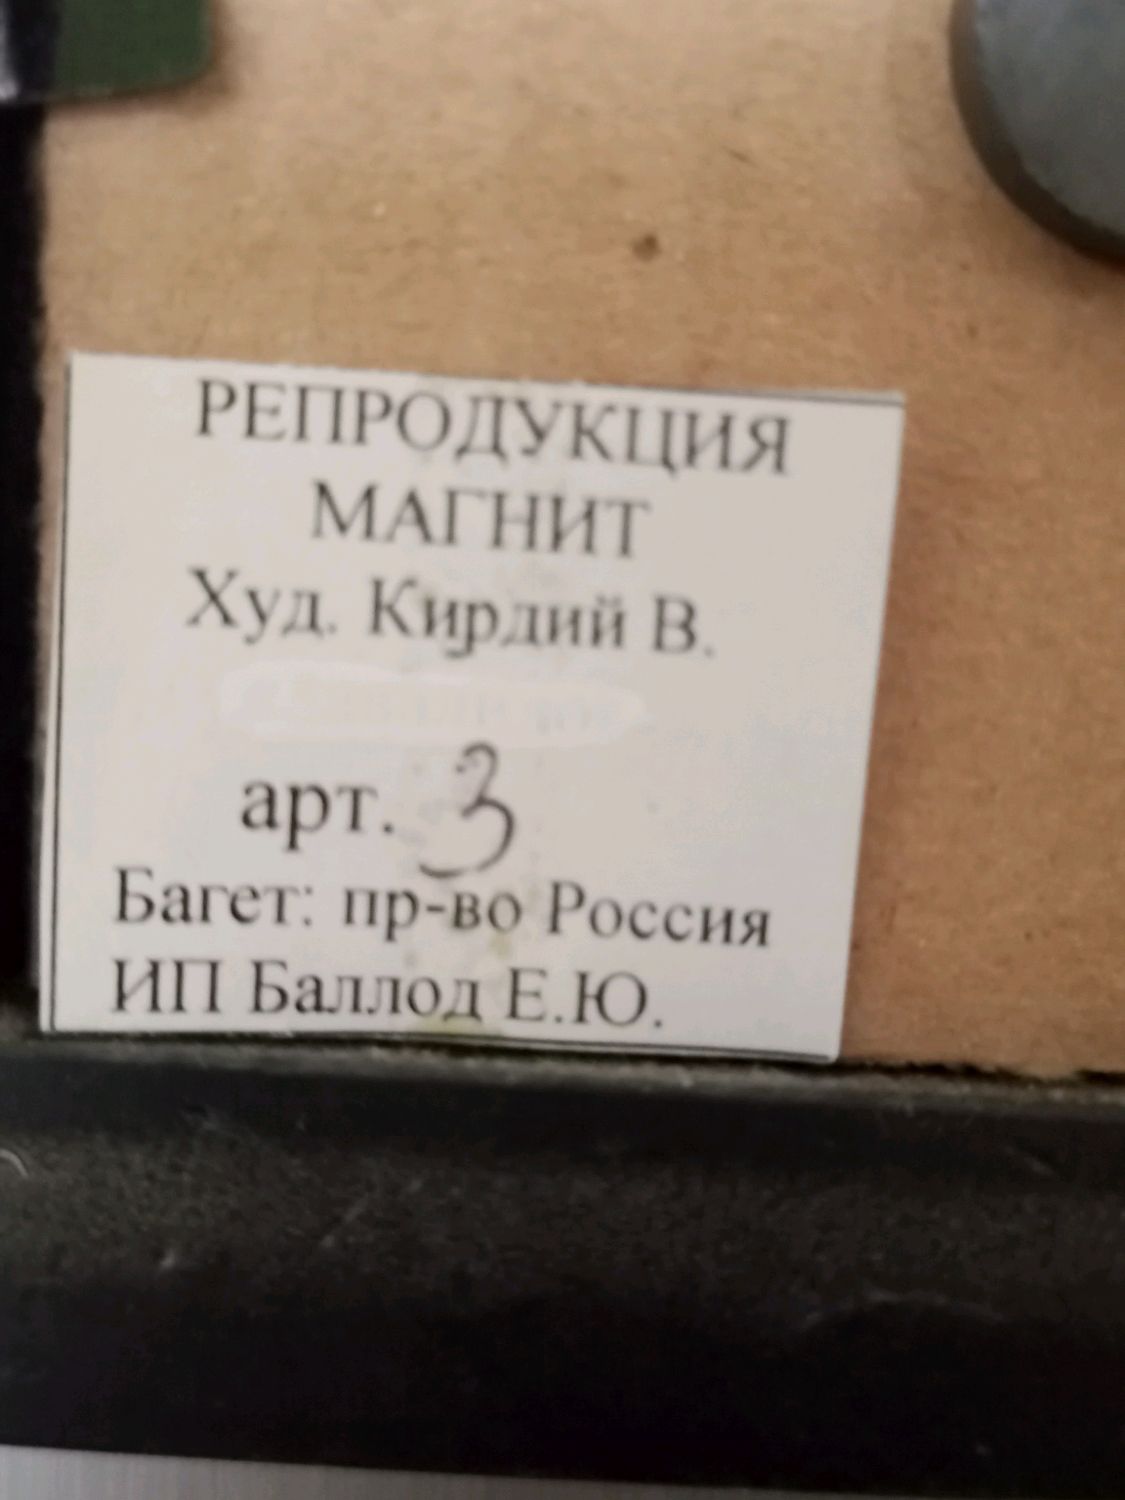 РЕПРОДУКЦИЯ
МАГНИТ
Худ. Кирдий В.
арт. 3
Багет: пр-во Россия
ИП Баллод Е.Ю.